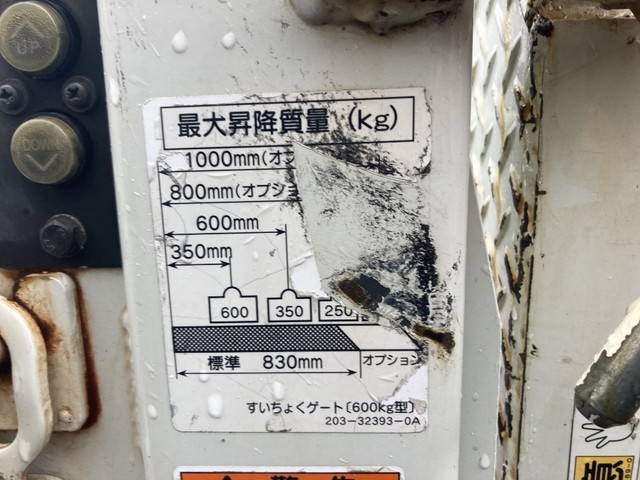 UP
DOWN
最大昇降質量 (kg)
1000mm(オ
800mm(オプショ
600mm
350mm
600 350 250
標準 830mm オプション
すいちょくゲート〔600kg型〕
203-32393-0A